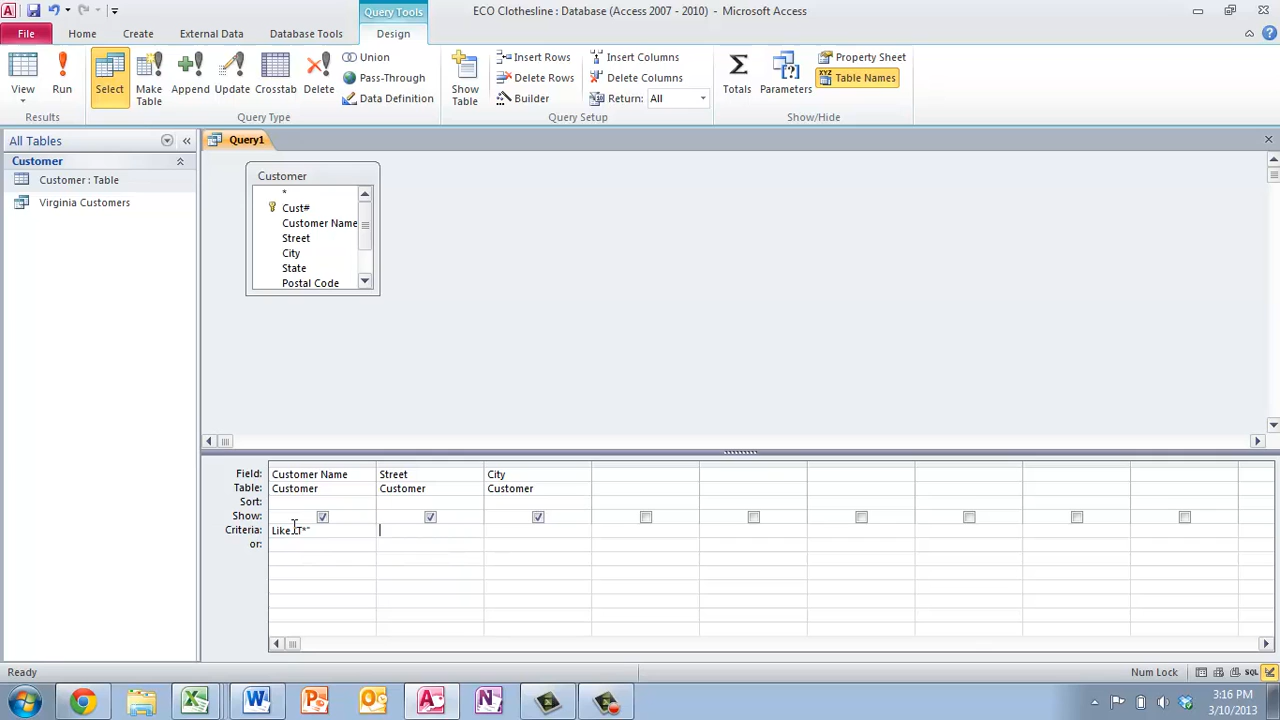 Query Tools
ECO Clothesline : Database (Access 2007 - 2010) - Microsoft Access
File Home Create External Data Database Tools Design
View
Run
Results
Select
Make Table
Append
Update
Crosstab
Delete
Union
Pass-Through
Data Definition
Query Type
Show Table
Insert Rows
Delete Rows
Builder
Insert Columns
Delete Columns
Return: All
Query Setup
Totals
Parameters
Property Sheet
XYZ Table Names
Show/Hide
All Tables
Customer
Customer : Table
Virginia Customers
Query1
Customer
*
Cust#
Customer Name
Street
City
State
Postal Code
Field: Customer Name Street City
Table: Customer Customer Customer
Sort:
Show:
Criteria: Like T*"
or:
Ready
Num Lock
SQL
3:16 PM
3/10/2013